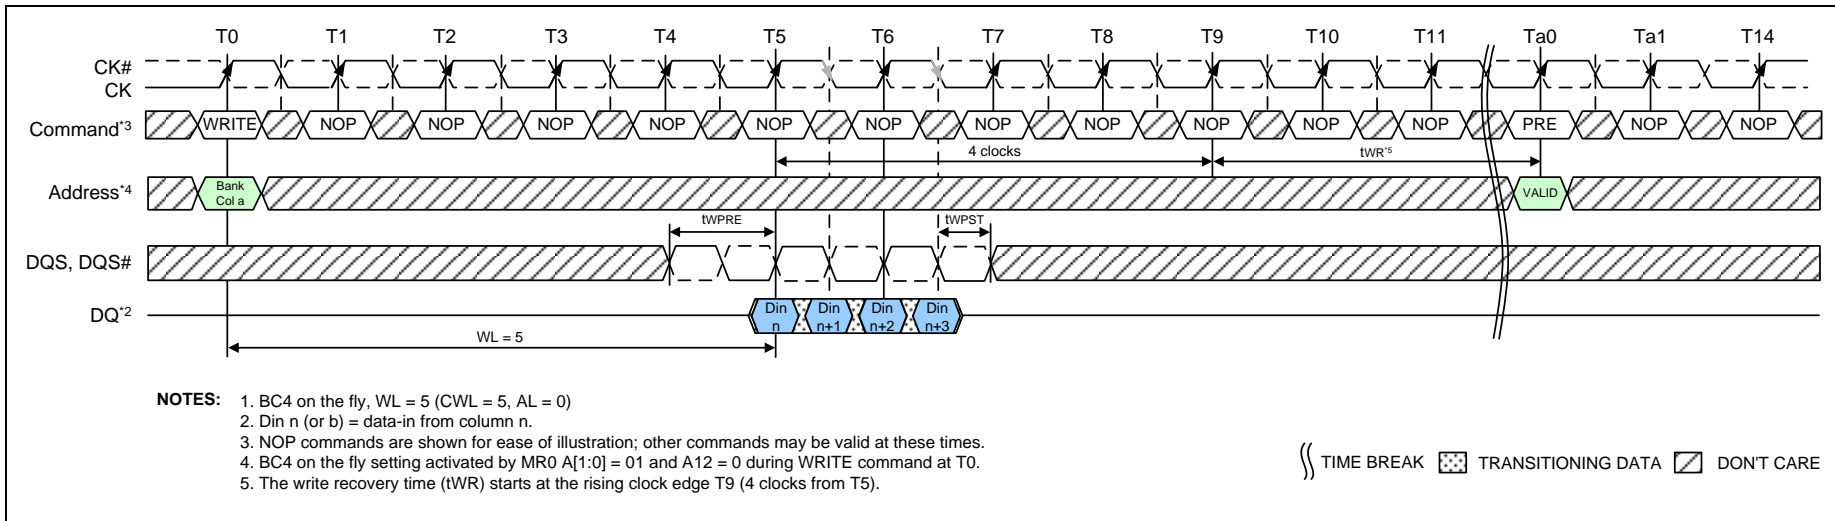 T0 T1 T2 T3 T4 T5 T6 T7 T8 T9 T10 T11 Ta0 Ta1 T14
CK#
CK
Command*3 WRITE NOP NOP NOP NOP NOP NOP NOP NOP NOP NOP NOP PRE NOP NOP
4 clocks tWR*5
Address*4 Bank Col a VALID
tWPRE tWPST
DQS, DQS#
DQ*2 Din n Din n+1 Din n+2 Din n+3
WL = 5
NOTES: 1. BC4 on the fly, WL = 5 (CWL = 5, AL = 0)
2. Din n (or b) = data-in from column n.
3. NOP commands are shown for ease of illustration; other commands may be valid at these times.
4. BC4 on the fly setting activated by MR0 A[1:0] = 01 and A12 = 0 during WRITE command at T0.
5. The write recovery time (tWR) starts at the rising clock edge T9 (4 clocks from T5).
TIME BREAK TRANSITIONING DATA DON'T CARE